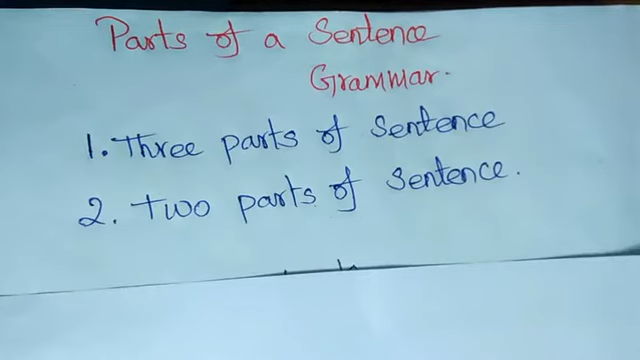 Parts of a Sentence
Grammar.
1. Three parts of Sentence
2. Two parts of Sentence.